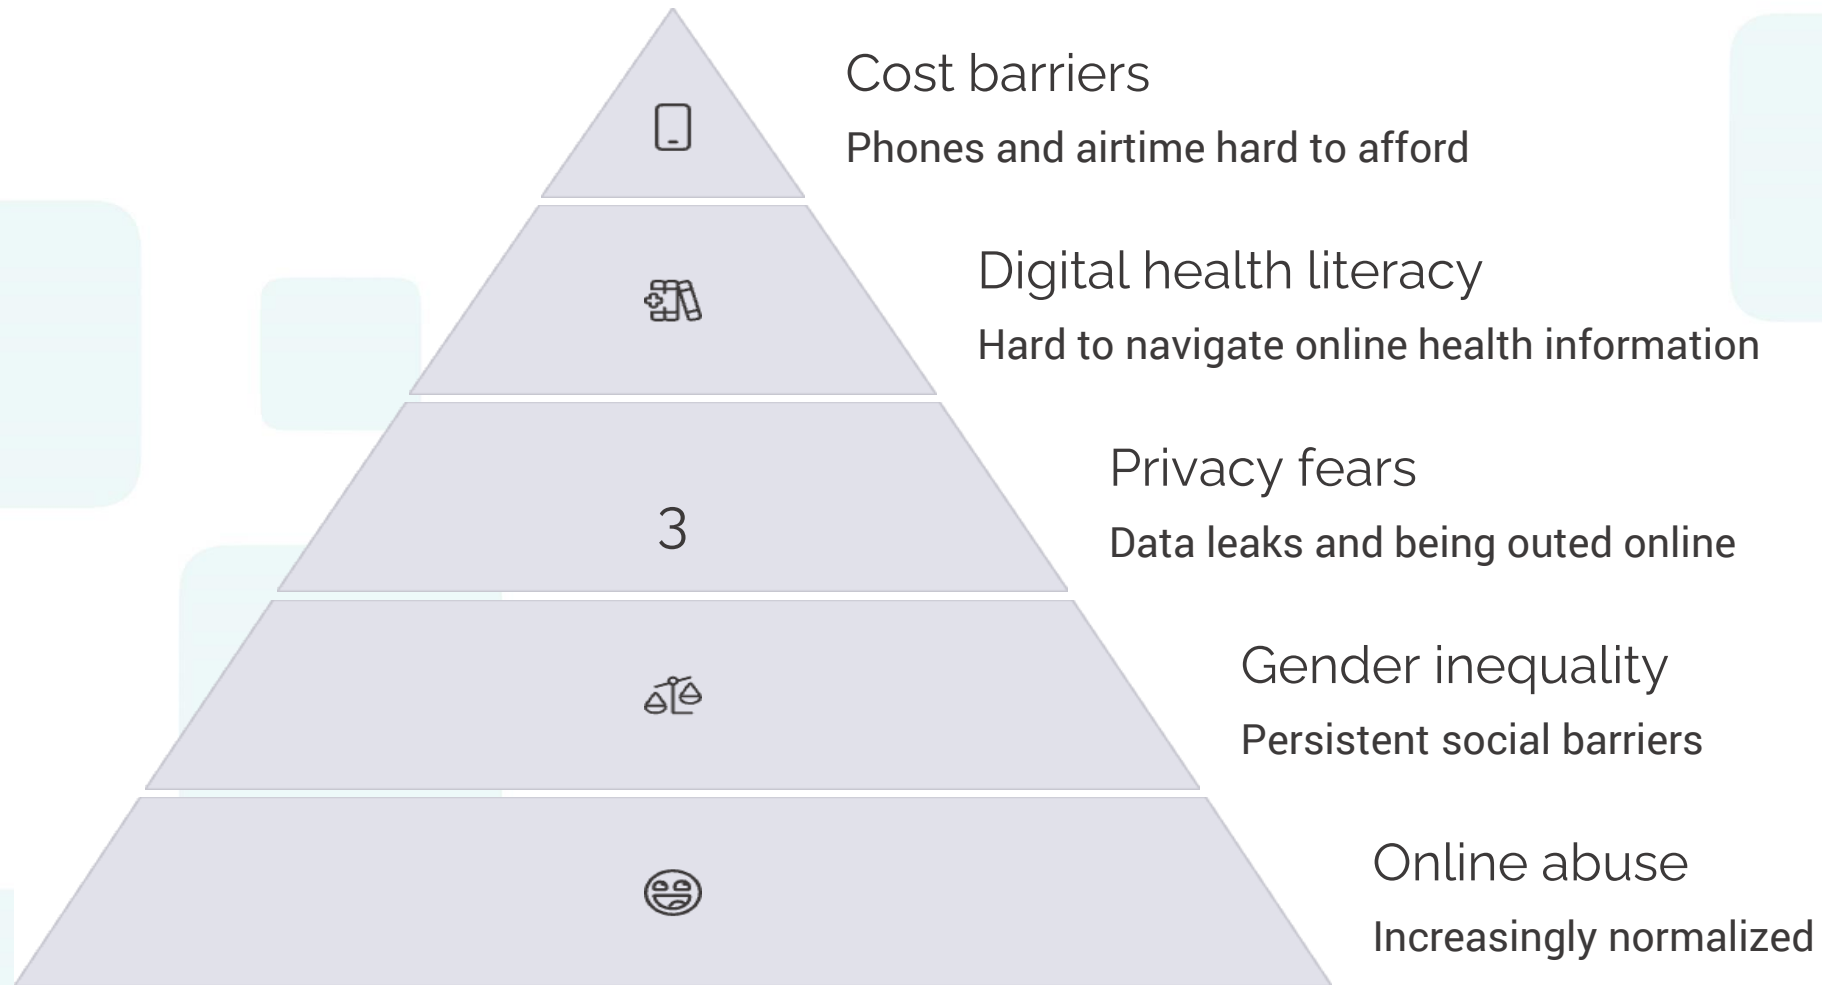 Cost barriers
Phones and airtime hard to afford
Digital health literacy
Hard to navigate online health information
3
Privacy fears
Data leaks and being outed online
Gender inequality
Persistent social barriers
Online abuse
Increasingly normalized